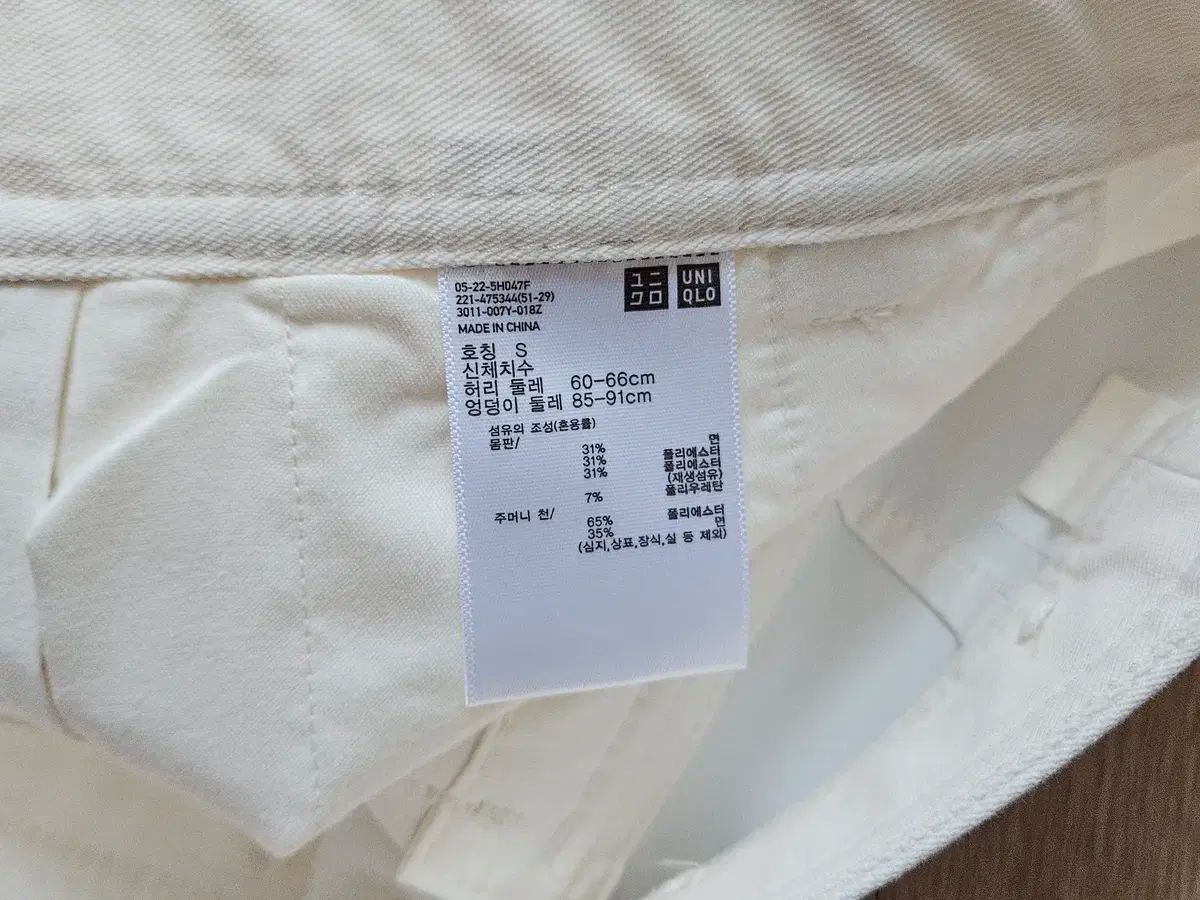 05-22-5H047F
221-475344(51-29)
3011-007Y-018Z
MADE IN CHINA
ユニ
クロ
UNI
QLO
호칭 S
신체치수
허리 둘레 60-66cm
엉덩이 둘레 85-91cm
섬유의 조성(혼용률)
몸판/
31% 면
31% 폴리에스터
31% 폴리에스터
(재생섬유)
7% 폴리우레탄
주머니 천/
65% 폴리에스터
35% 면
(심지,상표,장식,실 등 제외)